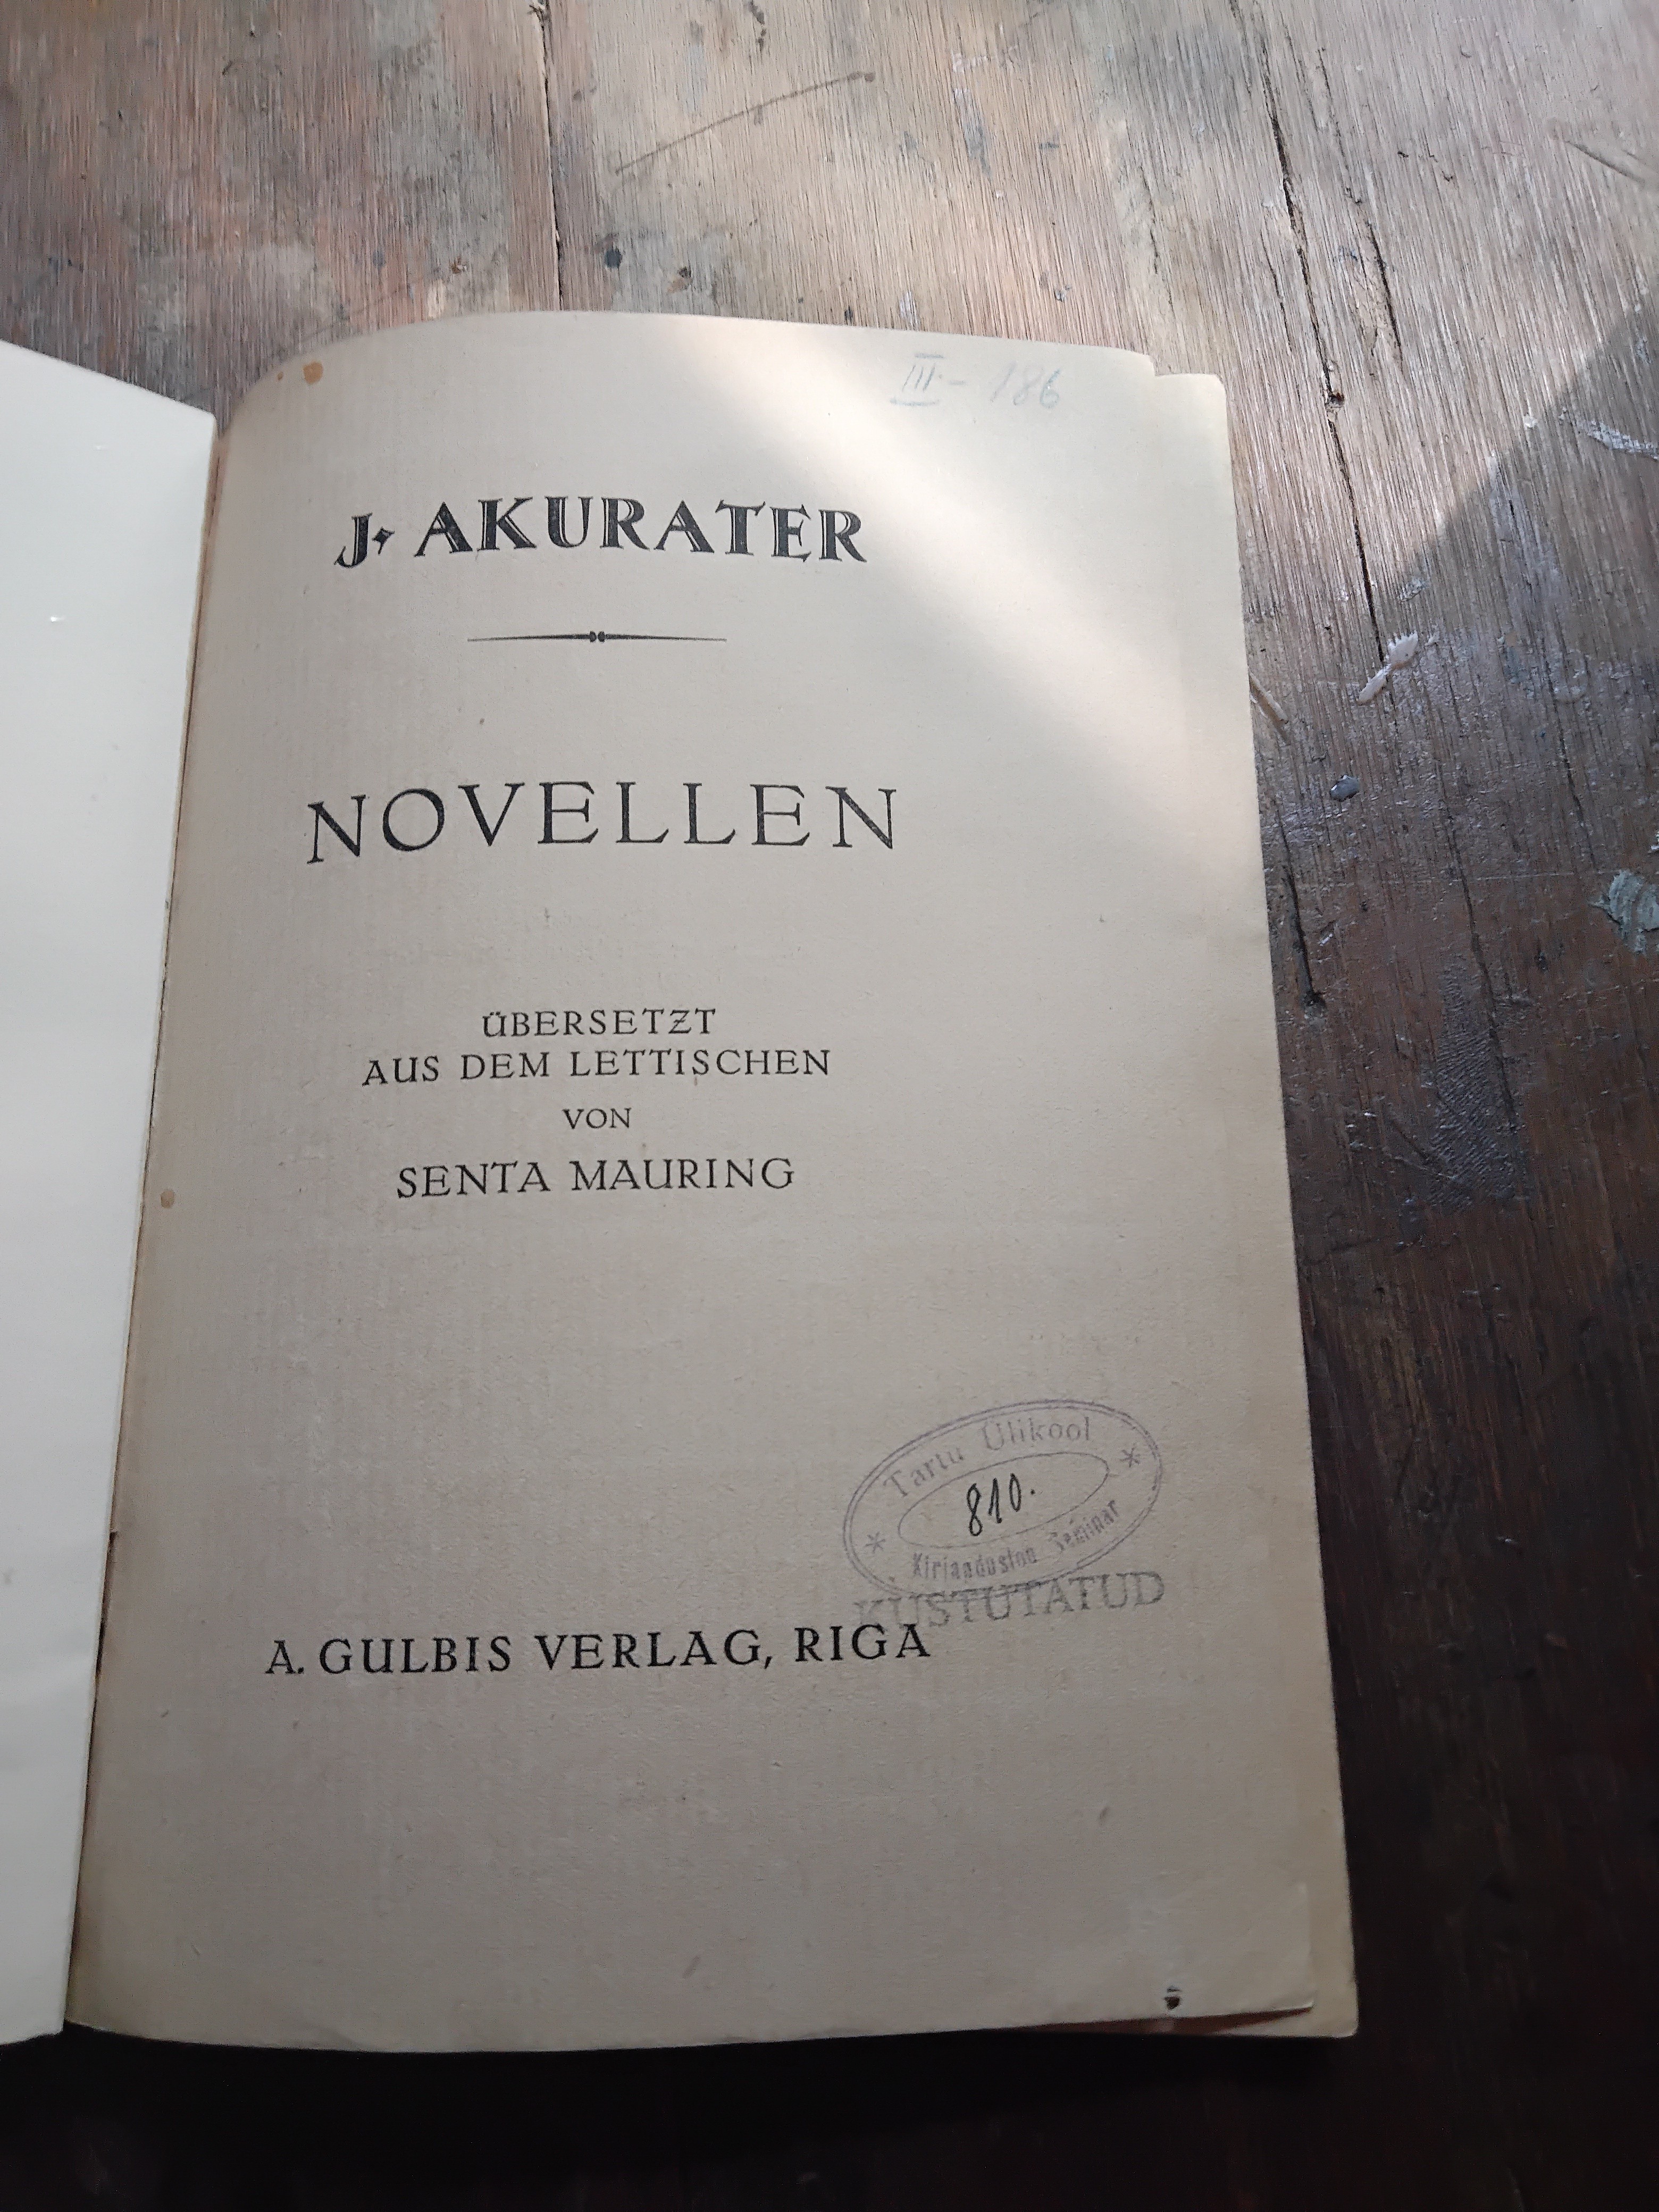 III - 186
J. AKURATER
NOVELLEN
ÜBERSETZT
AUS DEM LETTISCHEN
VON
SENTA MAURING
Tartu Ülikool
810.
Kirjandusline Seminar
KUSTUTATUD
A. GULBIS VERLAG, RIGA